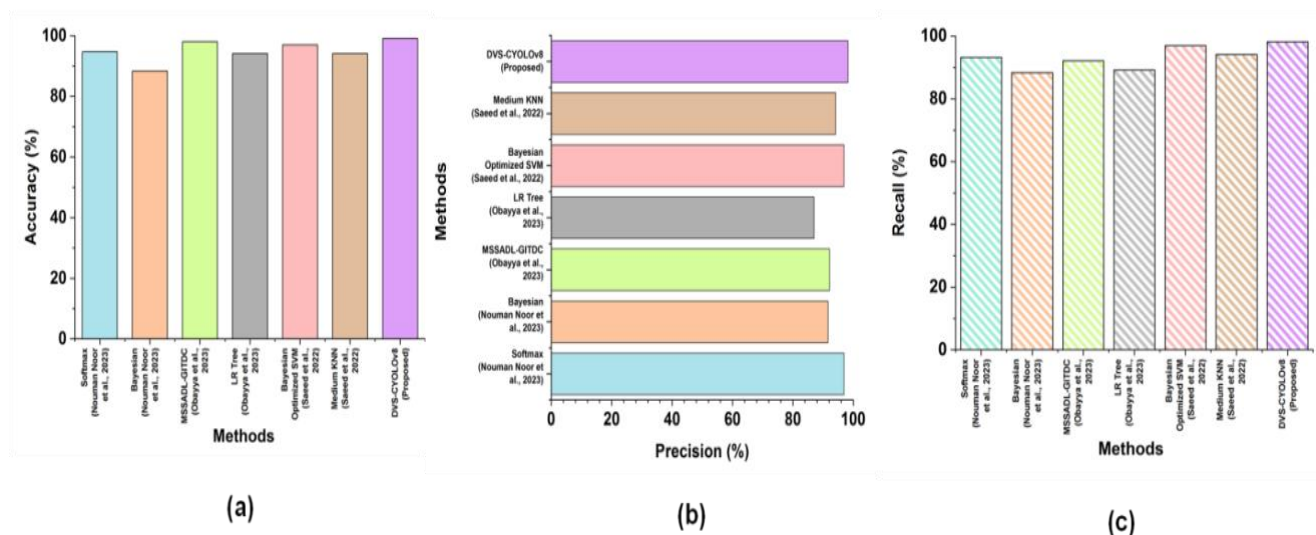 Accuracy (%)
100
80
60
40
20
0
Softmax
(Nouman Noor
et al., 2023)
Bayesian
(Nouman Noor
et al., 2023)
MSSADL-GITDC
(Obayya et al.,
2023)
LR Tree
(Obayya et al.,
2023)
Bayesian
Optimized SVM
(Saeed et al.,
2022)
Medium KNN
(Saeed et al.,
2022)
DVS-CYOLOv8
(Proposed)
Methods
(a)
Methods
DVS-CYOLOv8
(Proposed)
Medium KNN
(Saeed et al., 2022)
Bayesian
Optimized SVM
(Saeed et al., 2022)
LR Tree
(Obayya et al.,
2023)
MSSADL-GITDC
(Obayya et al.,
2023)
Bayesian
(Nouman Noor et
al., 2023)
Softmax
(Nouman Noor et
al., 2023)
0
20
40
60
80
100
Precision (%)
(b)
Recall (%)
100
80
60
40
20
0
Softmax
(Nouman Noor
et al., 2023)
Bayesian
(Nouman Noor
et al., 2023)
MSSADL-GITDC
(Obayya et al.,
2023)
LR Tree
(Obayya et al.,
2023)
Bayesian
Optimized SVM
(Saeed et al.,
2022)
Medium KNN
(Saeed et al.,
2022)
DVS-CYOLOv8
(Proposed)
Methods
(c)